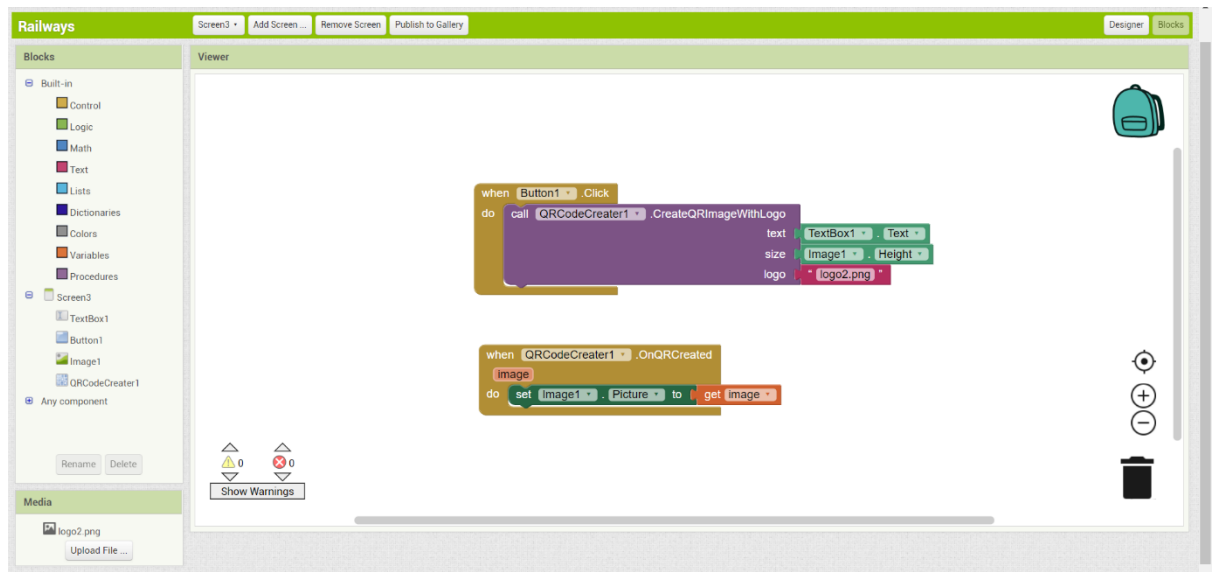 Railways
Screen3 Add Screen ... Remove Screen Publish to Gallery
Designer Blocks
Blocks
Built-in
Control
Logic
Math
Text
Lists
Dictionaries
Colors
Variables
Procedures
Screen3
TextBox1
Button1
Image1
QRCodeCreater1
Any component
Rename Delete
Media
logo2.png
Upload File ...
Viewer
when Button1 .Click
do call QRCodeCreater1 .CreateQRImageWithLogo
text TextBox1 . Text
size Image1 . Height
logo " logo2.png "
when QRCodeCreater1 .OnQRCreated
image
do set Image1 . Picture to get image
0 0
Show Warnings